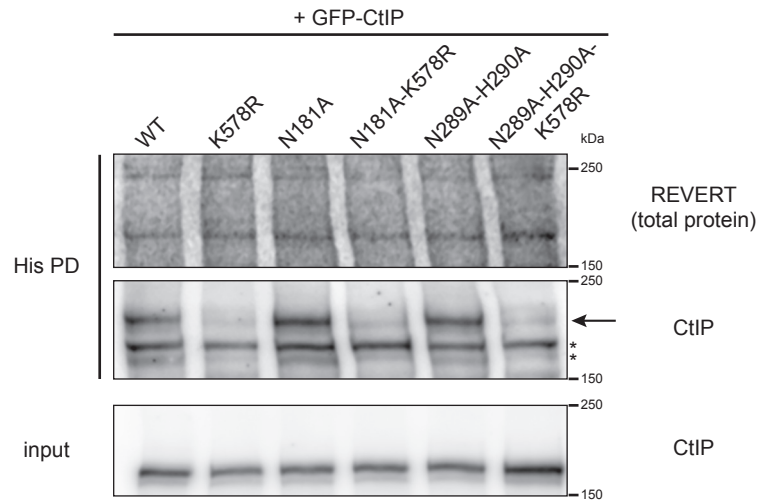 + GFP-CtIP
WT
K578R
N181A
N181A-K578R
N289A-H290A
N289A-H290A-
K578R
kDa
250
REVERT
(total protein)
150
His PD
250
CtIP
*
*
150
250
input
CtIP
150